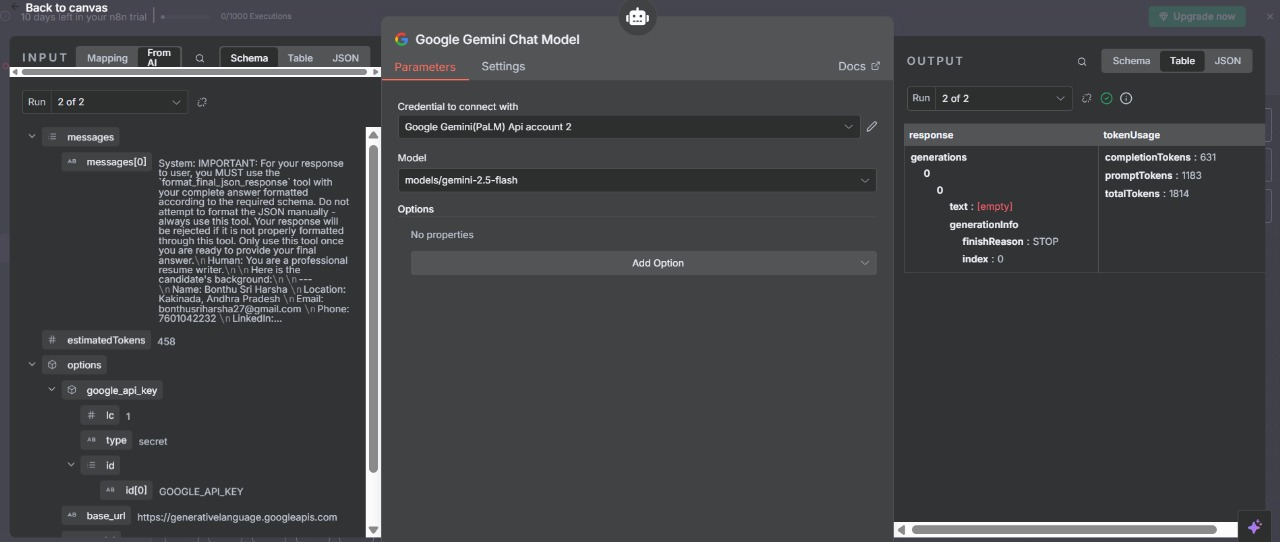 Back to canvas
10 days left in your n8n trial
0/1000 Executions
Upgrade now
INPUT
Mapping
From AI
Schema
Table
JSON
Run
2 of 2
messages
messages[0]
System: IMPORTANT: For your response
to user, you MUST use the
`format_final_json_response` tool with
your complete answer formatted
according to the required schema. Do not
attempt to format the JSON manually -
always use this tool. Your response will
be rejected if it is not properly formatted
through this tool. Only use this tool once
you are ready to provide your final
answer.\n Human: You are a professional
resume writer.\n \n Here is the
candidate's background:\n \n ---
\n Name: Bonthu Sri Harsha \n Location:
Kakinada, Andhra Pradesh \n Email:
bonthusriharsha27@gmail.com \n Phone:
7601042232 \n LinkedIn:...
# estimatedTokens 458
options
google_api_key
# lc 1
AB type secret
id
AB id[0] GOOGLE_API_KEY
AB base_url https://generativelanguage.googleapis.com
Google Gemini Chat Model
Parameters
Settings
Docs
Credential to connect with
Google Gemini(PaLM) Api account 2
Model
models/gemini-2.5-flash
Options
No properties
Add Option
OUTPUT
Schema
Table
JSON
Run
2 of 2
response
tokenUsage
generations
0
0
text : [empty]
generationInfo
finishReason : STOP
index : 0
completionTokens : 631
promptTokens : 1183
totalTokens : 1814